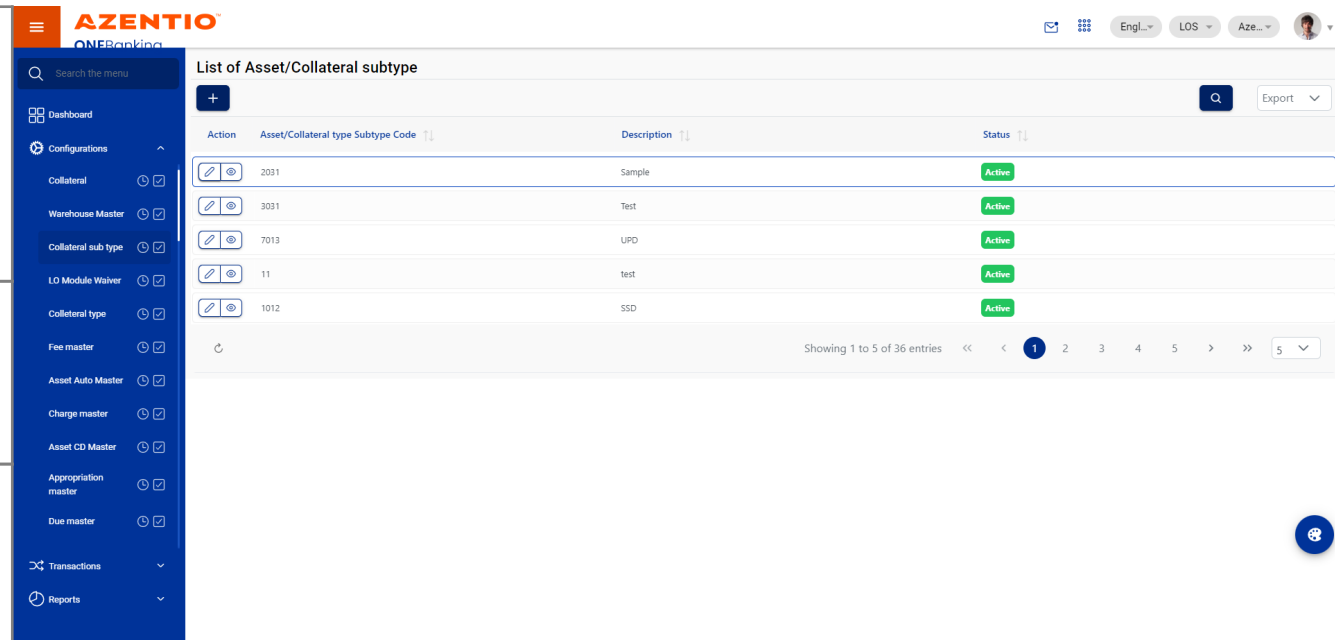 AZENTIO
ONEBanking
Engl...
LOS
Aze...
Search the menu
Dashboard
Configurations
Collateral
Warehouse Master
Collateral sub type
LO Module Waiver
Colleteral type
Fee master
Asset Auto Master
Charge master
Asset CD Master
Appropriation
master
Due master
Transactions
Reports
List of Asset/Collateral subtype
Export
Action Asset/Collateral type Subtype Code Description Status
2031 Sample Active
3031 Test Active
7013 UPD Active
11 test Active
1012 SSD Active
Showing 1 to 5 of 36 entries << < 1 2 3 4 5 > >> 5